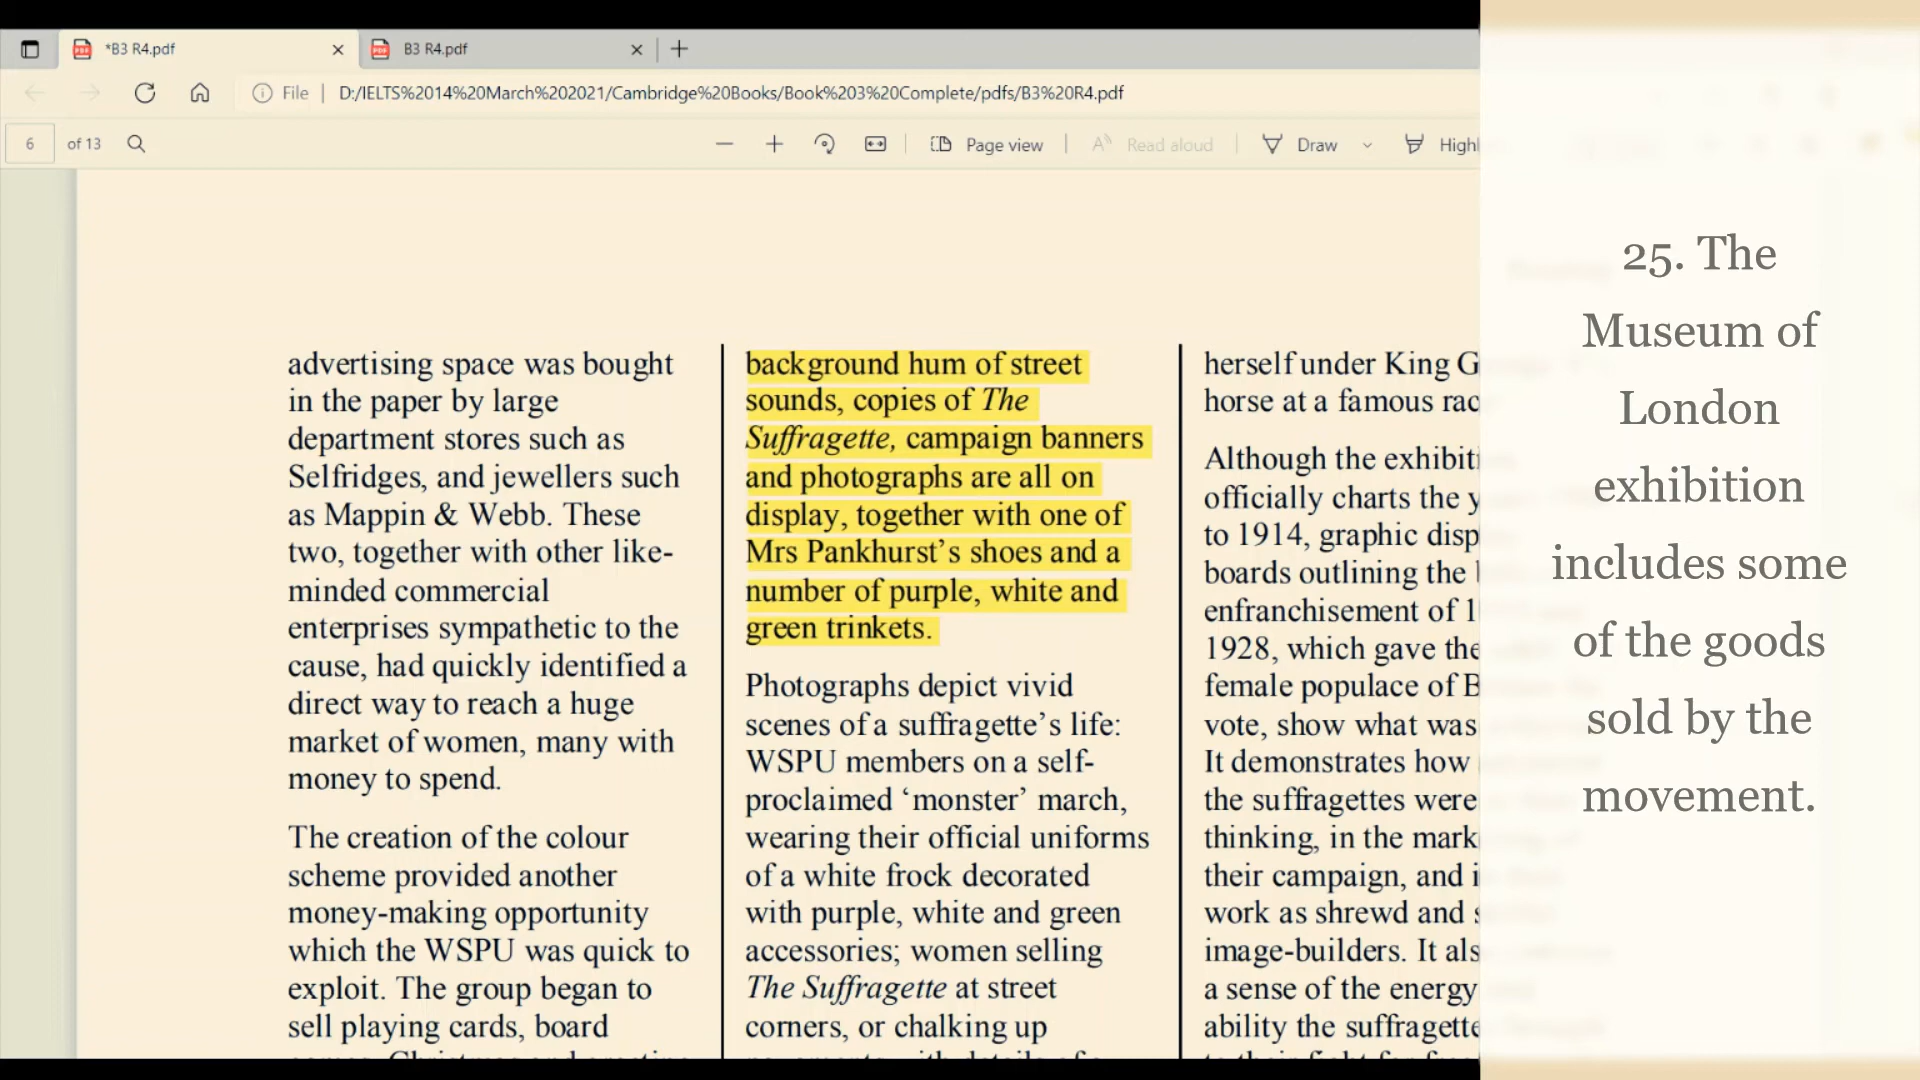 *B3 R4.pdf
B3 R4.pdf
File
D:/IELTS%2014%20March%202021/Cambridge%20Books/Book%203%20Complete/pdfs/B3%20R4.pdf
6 of 13
Page view
Read aloud
Draw
advertising space was bought
in the paper by large
department stores such as
Selfridges, and jewellers such
as Mappin & Webb. These
two, together with other like-
minded commercial
enterprises sympathetic to the
cause, had quickly identified a
direct way to reach a huge
market of women, many with
money to spend.
The creation of the colour
scheme provided another
money-making opportunity
which the WSPU was quick to
exploit. The group began to
sell playing cards, board
background hum of street
sounds, copies of The
Suffragette, campaign banners
and photographs are all on
display, together with one of
Mrs Pankhurst's shoes and a
number of purple, white and
green trinkets.
Photographs depict vivid
scenes of a suffragette's life:
WSPU members on a self-
proclaimed ‘monster’ march,
wearing their official uniforms
of a white frock decorated
with purple, white and green
accessories; women selling
The Suffragette at street
corners, or chalking up
herself under King
horse at a famous
Although the
officially charts the
to 1914, graphic
boards outlining the
enfranchisement of
1928, which gave the
female populace of
vote, show what was
It demonstrates how
the suffragettes were
thinking, in the
their campaign, and
work as shrewd and
image-builders. It
a sense of the energy
ability the
25. The
Museum of
London
exhibition
includes some
of the goods
sold by the
movement.